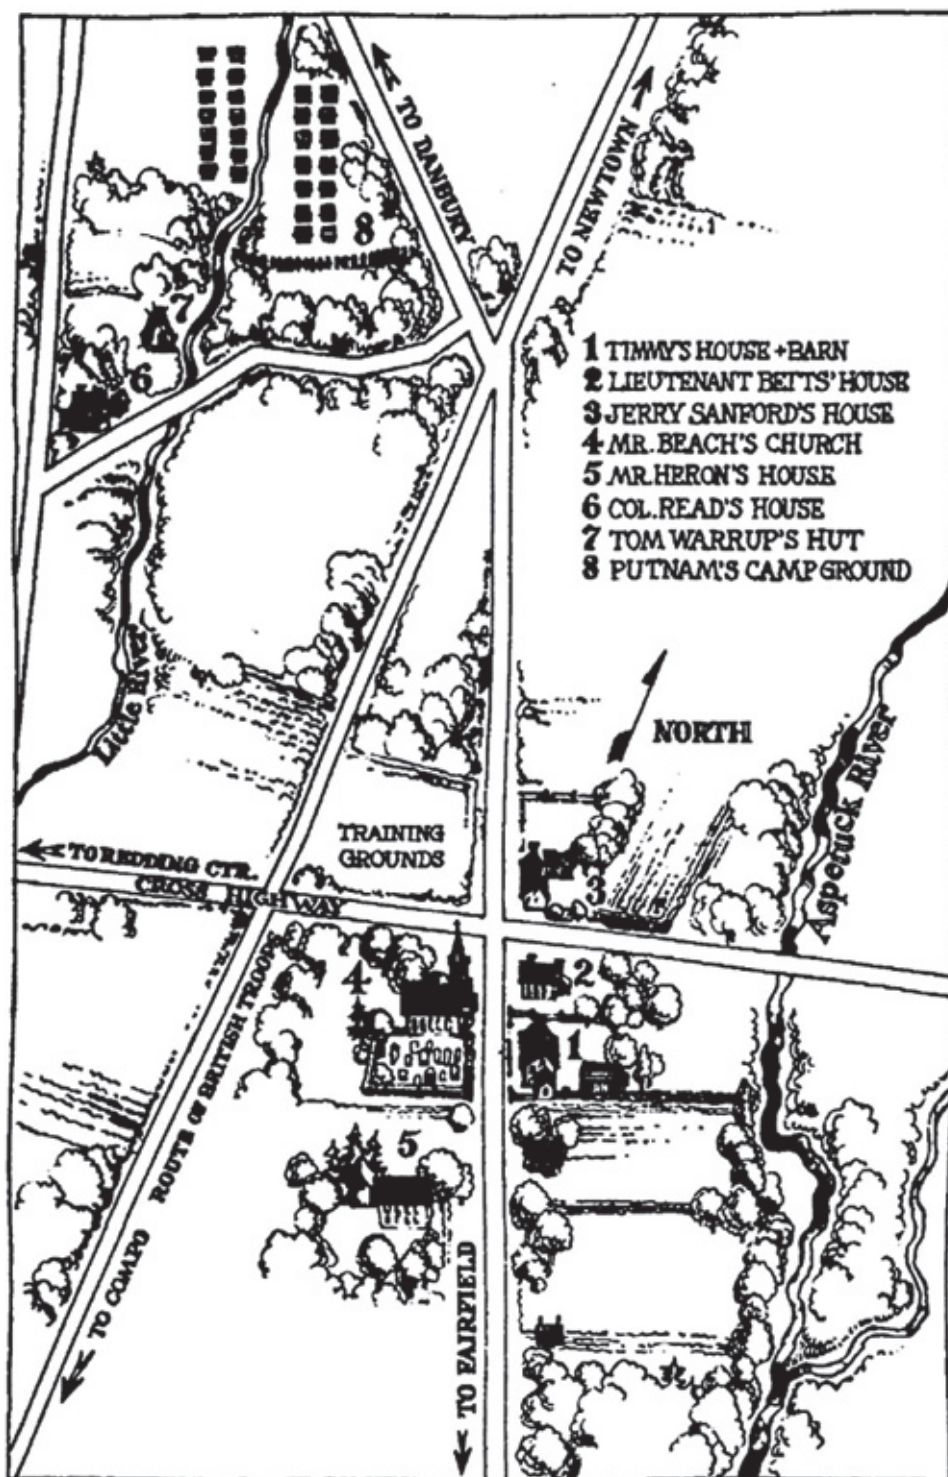 TO DANBURY
TO NEWTOWN
8
7
6
1 TIMMY'S HOUSE + BARN
2 LIEUTENANT BETTS' HOUSE
3 JERRY SANFORD'S HOUSE
4 MR. BEACH'S CHURCH
5 MR. HERON'S HOUSE
6 COL. READ'S HOUSE
7 TOM WARRUP'S HUT
8 PUTNAM'S CAMP GROUND
Little River
NORTH
Aspetuck River
TRAINING
GROUNDS
TO REDDING CTR.
CROSS HIGHWAY
3
4
2
1
5
ROUTE OF BRITISH TROOPS
TO COMPO
TO FAIRFIELD